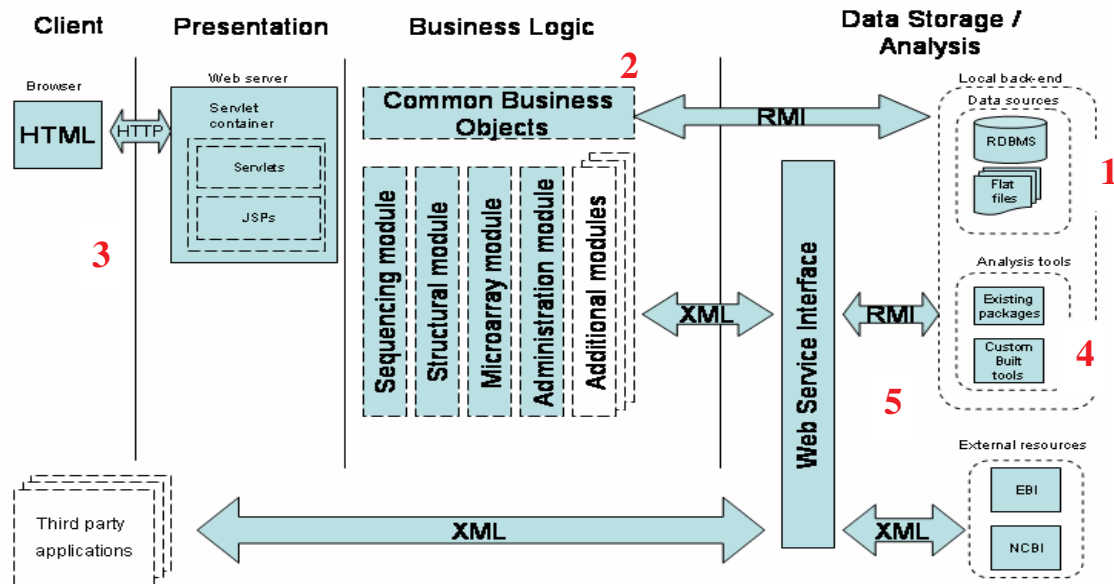 Client
Presentation
Business Logic
Data Storage /
Analysis
2
Browser
HTML
HTTP
Web server
Servlet
container
Servlets
JSPs
3
Common Business
Objects
RMI
Local back-end
Data sources
RDBMS
Flat
files
1
Sequencing module
Structural module
Microarray module
Administration module
Additional modules
XML
Web Service Interface
RMI
Analysis tools
Existing
packages
Custom
Built
tools
4
5
External resources
EBI
NCBI
XML
Third party
applications
XML